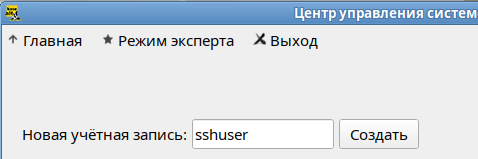 Центр управления систем
Главная Режим эксперта Выход
Новая учётная запись: sshuser Создать